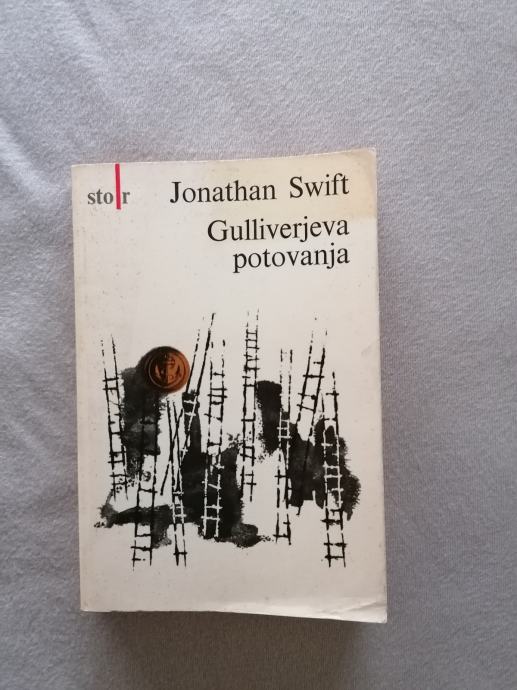 sto|r
Jonathan Swift
Gulliverjeva
potovanja